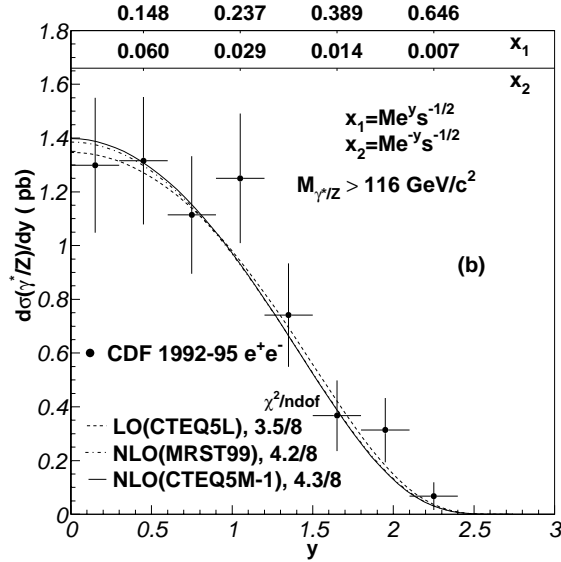 0.148 0.237 0.389 0.646
1.8
0.060 0.029 0.014 0.007 x₁
1.6
x₂
x₁=Meʸs⁻¹/²
1.4
x₂=Me⁻ʸs⁻¹/²
1.2
M_γ*/Z > 116 GeV/c²
1
dσ(γ*/Z)/dy ( pb)
(b)
0.8
0.6
CDF 1992-95 e⁺e⁻
χ²/ndof
0.4
LO(CTEQ5L), 3.5/8
NLO(MRST99), 4.2/8
0.2
NLO(CTEQ5M-1), 4.3/8
0
0 0.5 1 1.5 2 2.5 3
y